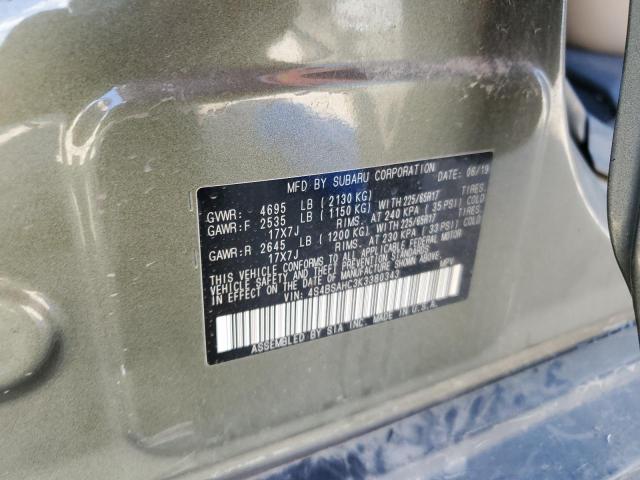 MFD BY SUBARU CORPORATION DATE: 06/19
GVWR: 4695 LB (2130 KG)
GAWR:F 2535 LB (1150 KG) WITH 225/65R17 TIRES.
17X7J RIMS. AT 240 KPA (35 PSI) COLD
GAWR:R 2645 LB (1200 KG) WITH 225/65R17 TIRES.
17X7J RIMS. AT 230 KPA (33 PSI) COLD
THIS VEHICLE CONFORMS TO ALL APPLICABLE FEDERAL MOTOR
VEHICLE SAFETY AND THEFT PREVENTION STANDARDS IN
EFFECT ON THE DATE OF MANUFACTURE SHOWN ABOVE.
VIN: 4S4BSAHC3K3380343 MPV
ASSEMBLED BY SIA INC. MADE IN U.S.A.